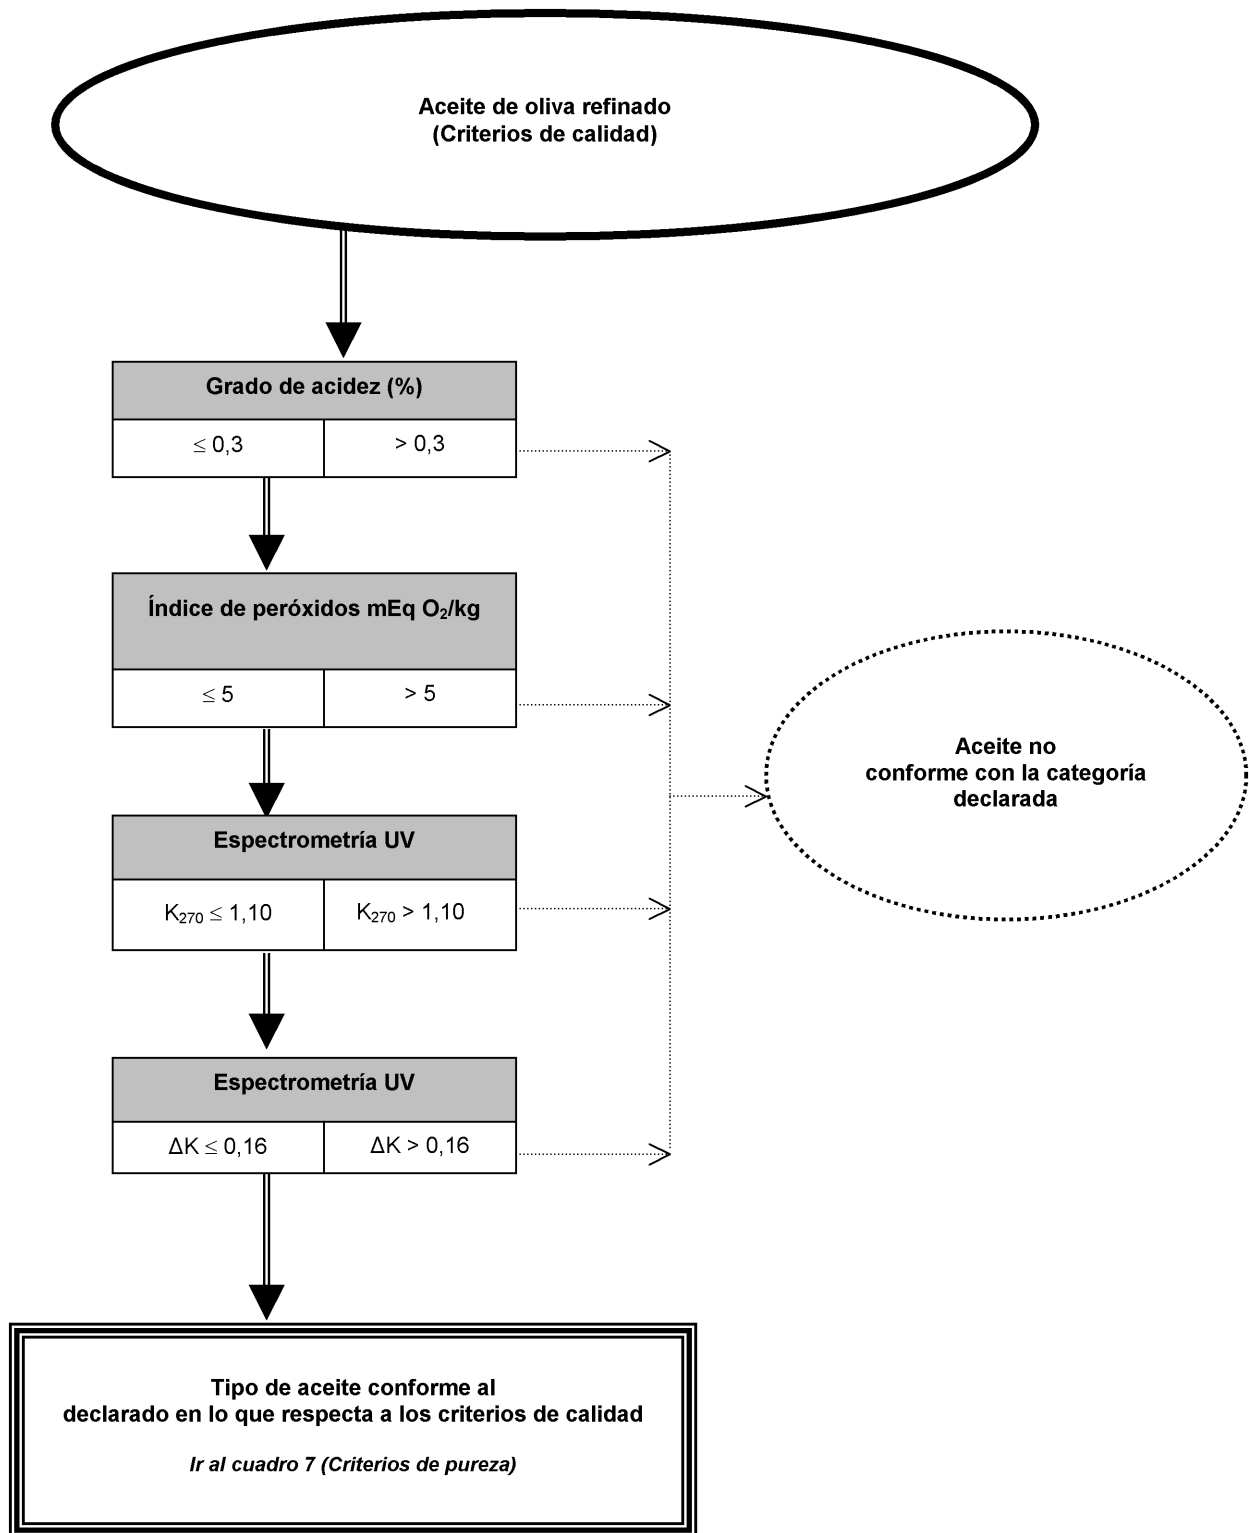 Aceite de oliva refinado
(Criterios de calidad)
Grado de acidez (%)
≤ 0,3
> 0,3
Índice de peróxidos mEq O₂/kg
≤ 5
> 5
Aceite no
conforme con la categoría
declarada
Espectrometría UV
K₂₇₀ ≤ 1,10
K₂₇₀ > 1,10
Espectrometría UV
ΔK ≤ 0,16
ΔK > 0,16
Tipo de aceite conforme al
declarado en lo que respecta a los criterios de calidad
Ir al cuadro 7 (Criterios de pureza)